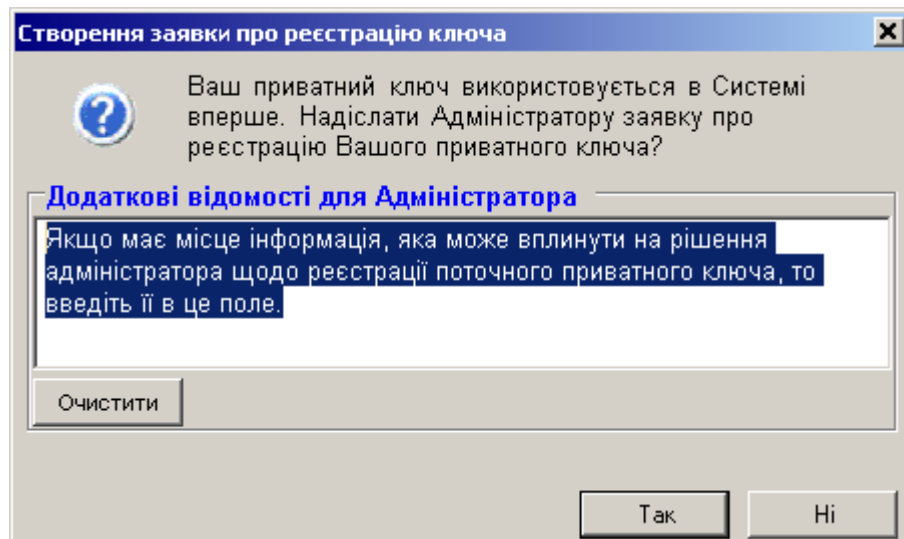 Створення заявки про реєстрацію ключа
Ваш приватний ключ використовується в Системі
вперше. Надіслати Адміністратору заявку про
реєстрацію Вашого приватного ключа?
Додаткові відомості для Адміністратора
Якщо має місце інформація, яка може вплинути на рішення
адміністратора щодо реєстрації поточного приватного ключа, то
введіть її в це поле.
Очистити
Так
Ні